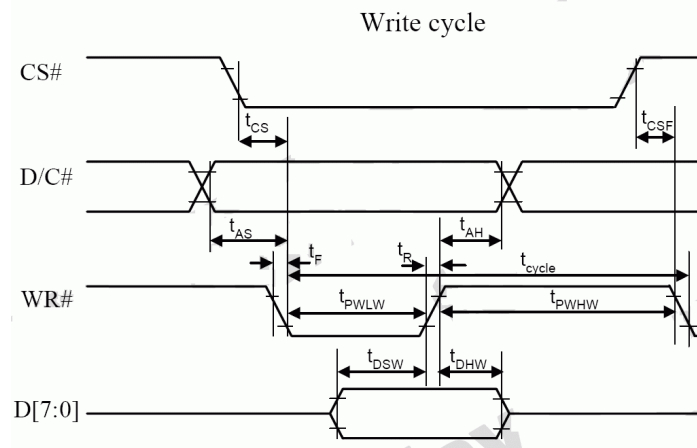 Write cycle
CS#
tCS
tCSF
D/C#
tAS
tAH
tF
tR
tcycle
WR#
tPWLW
tPWHW
tDSW
tDHW
D[7:0]